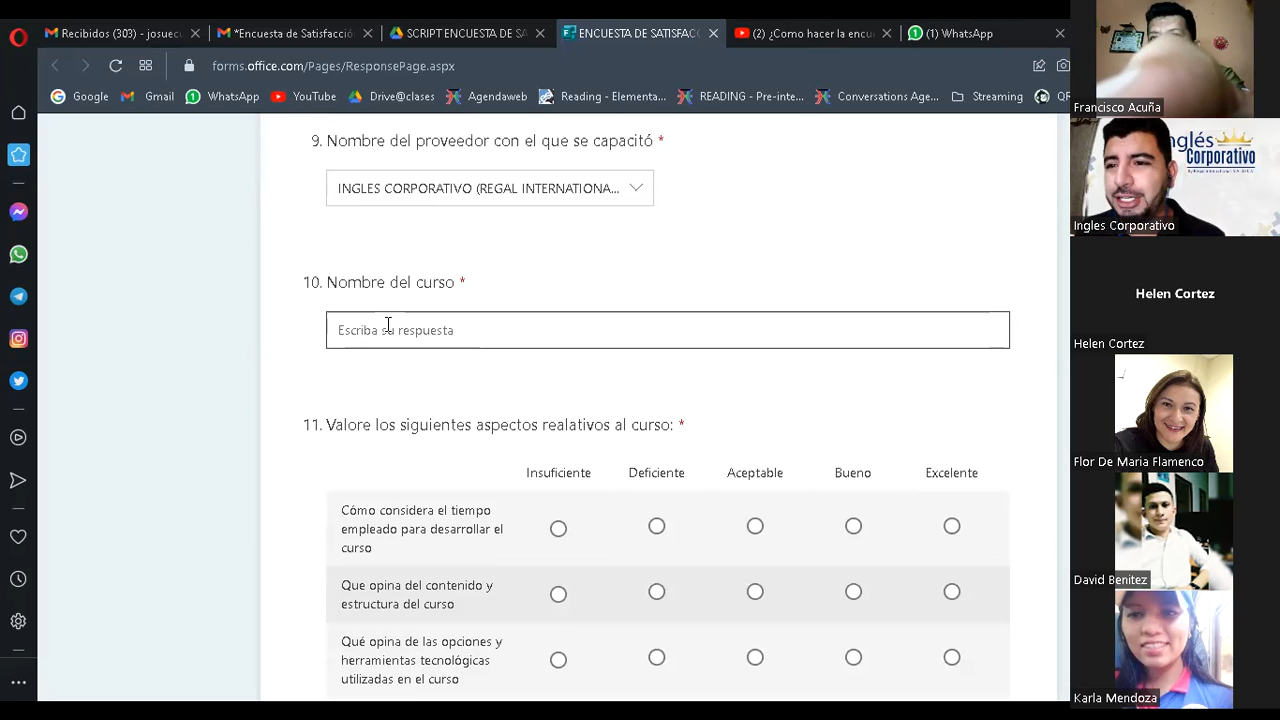 Recibidos (303) - josuec
*Encuesta de Satisfacció
SCRIPT ENCUESTA DE SA
ENCUESTA DE SATISFACC
(2) ¿Como hacer la encu
(1) WhatsApp
forms.office.com/Pages/ResponsePage.aspx
Google
Gmail
WhatsApp
YouTube
Drive@clases
Agendaweb
Reading - Elementa...
READING - Pre-inte...
Conversations Age...
Streaming
QR
9. Nombre del proveedor con el que se capacitó *
INGLES CORPORATIVO (REGAL INTERNATIONA...
10. Nombre del curso *
Escriba su respuesta
11. Valore los siguientes aspectos realativos al curso: *
Insuficiente Deficiente Aceptable Bueno Excelente
Cómo considera el tiempo
empleado para desarrollar el
curso
Que opina del contenido y
estructura del curso
Qué opina de las opciones y
herramientas tecnológicas
utilizadas en el curso
Francisco Acuña
Inglés
Corporativo
Ingles Corporativo
Helen Cortez
Helen Cortez
Flor De Maria Flamenco
David Benitez
Karla Mendoza